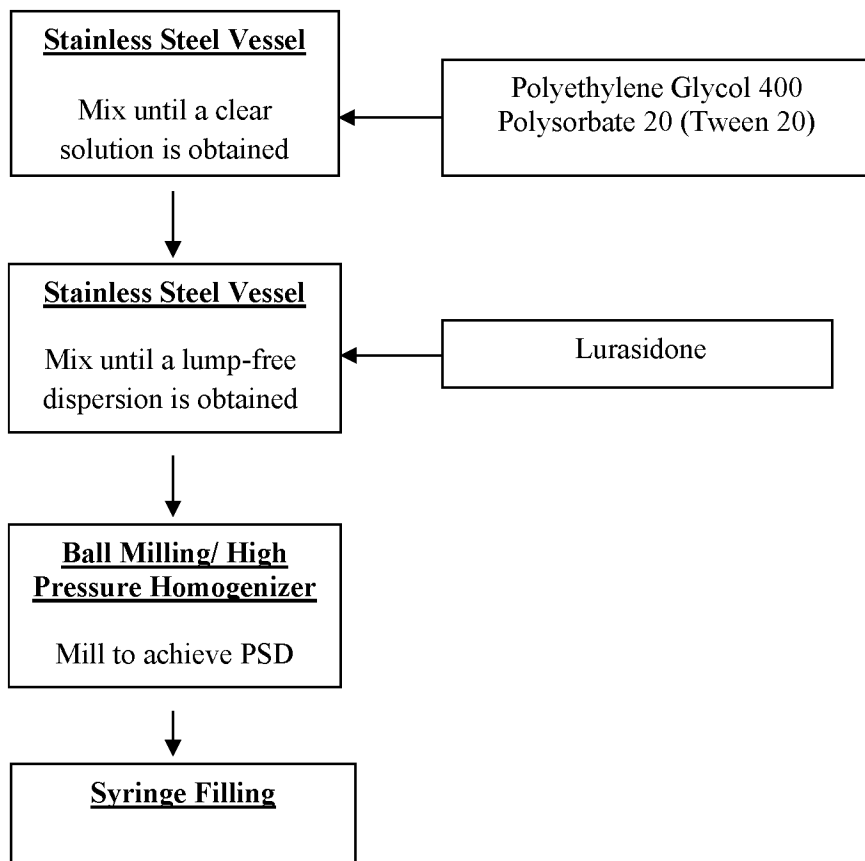 Stainless Steel Vessel
Mix until a clear
solution is obtained
Polyethylene Glycol 400
Polysorbate 20 (Tween 20)
Stainless Steel Vessel
Mix until a lump-free
dispersion is obtained
Lurasidone
Ball Milling/ High
Pressure Homogenizer
Mill to achieve PSD
Syringe Filling